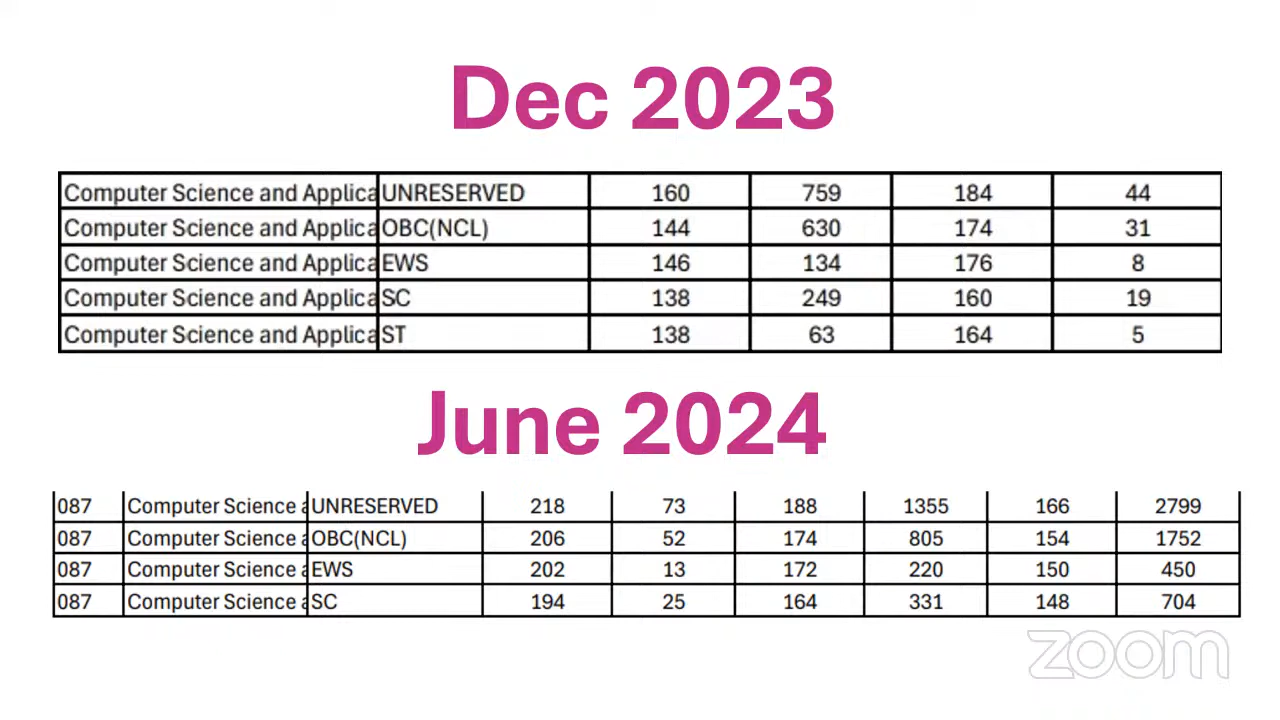 Dec 2023
Computer Science and Applica UNRESERVED 160 759 184 44
Computer Science and Applica OBC(NCL) 144 630 174 31
Computer Science and Applica EWS 146 134 176 8
Computer Science and Applica SC 138 249 160 19
Computer Science and Applica ST 138 63 164 5
June 2024
087 Computer Science a UNRESERVED 218 73 188 1355 166 2799
087 Computer Science a OBC(NCL) 206 52 174 805 154 1752
087 Computer Science a EWS 202 13 172 220 150 450
087 Computer Science a SC 194 25 164 331 148 704
zoom